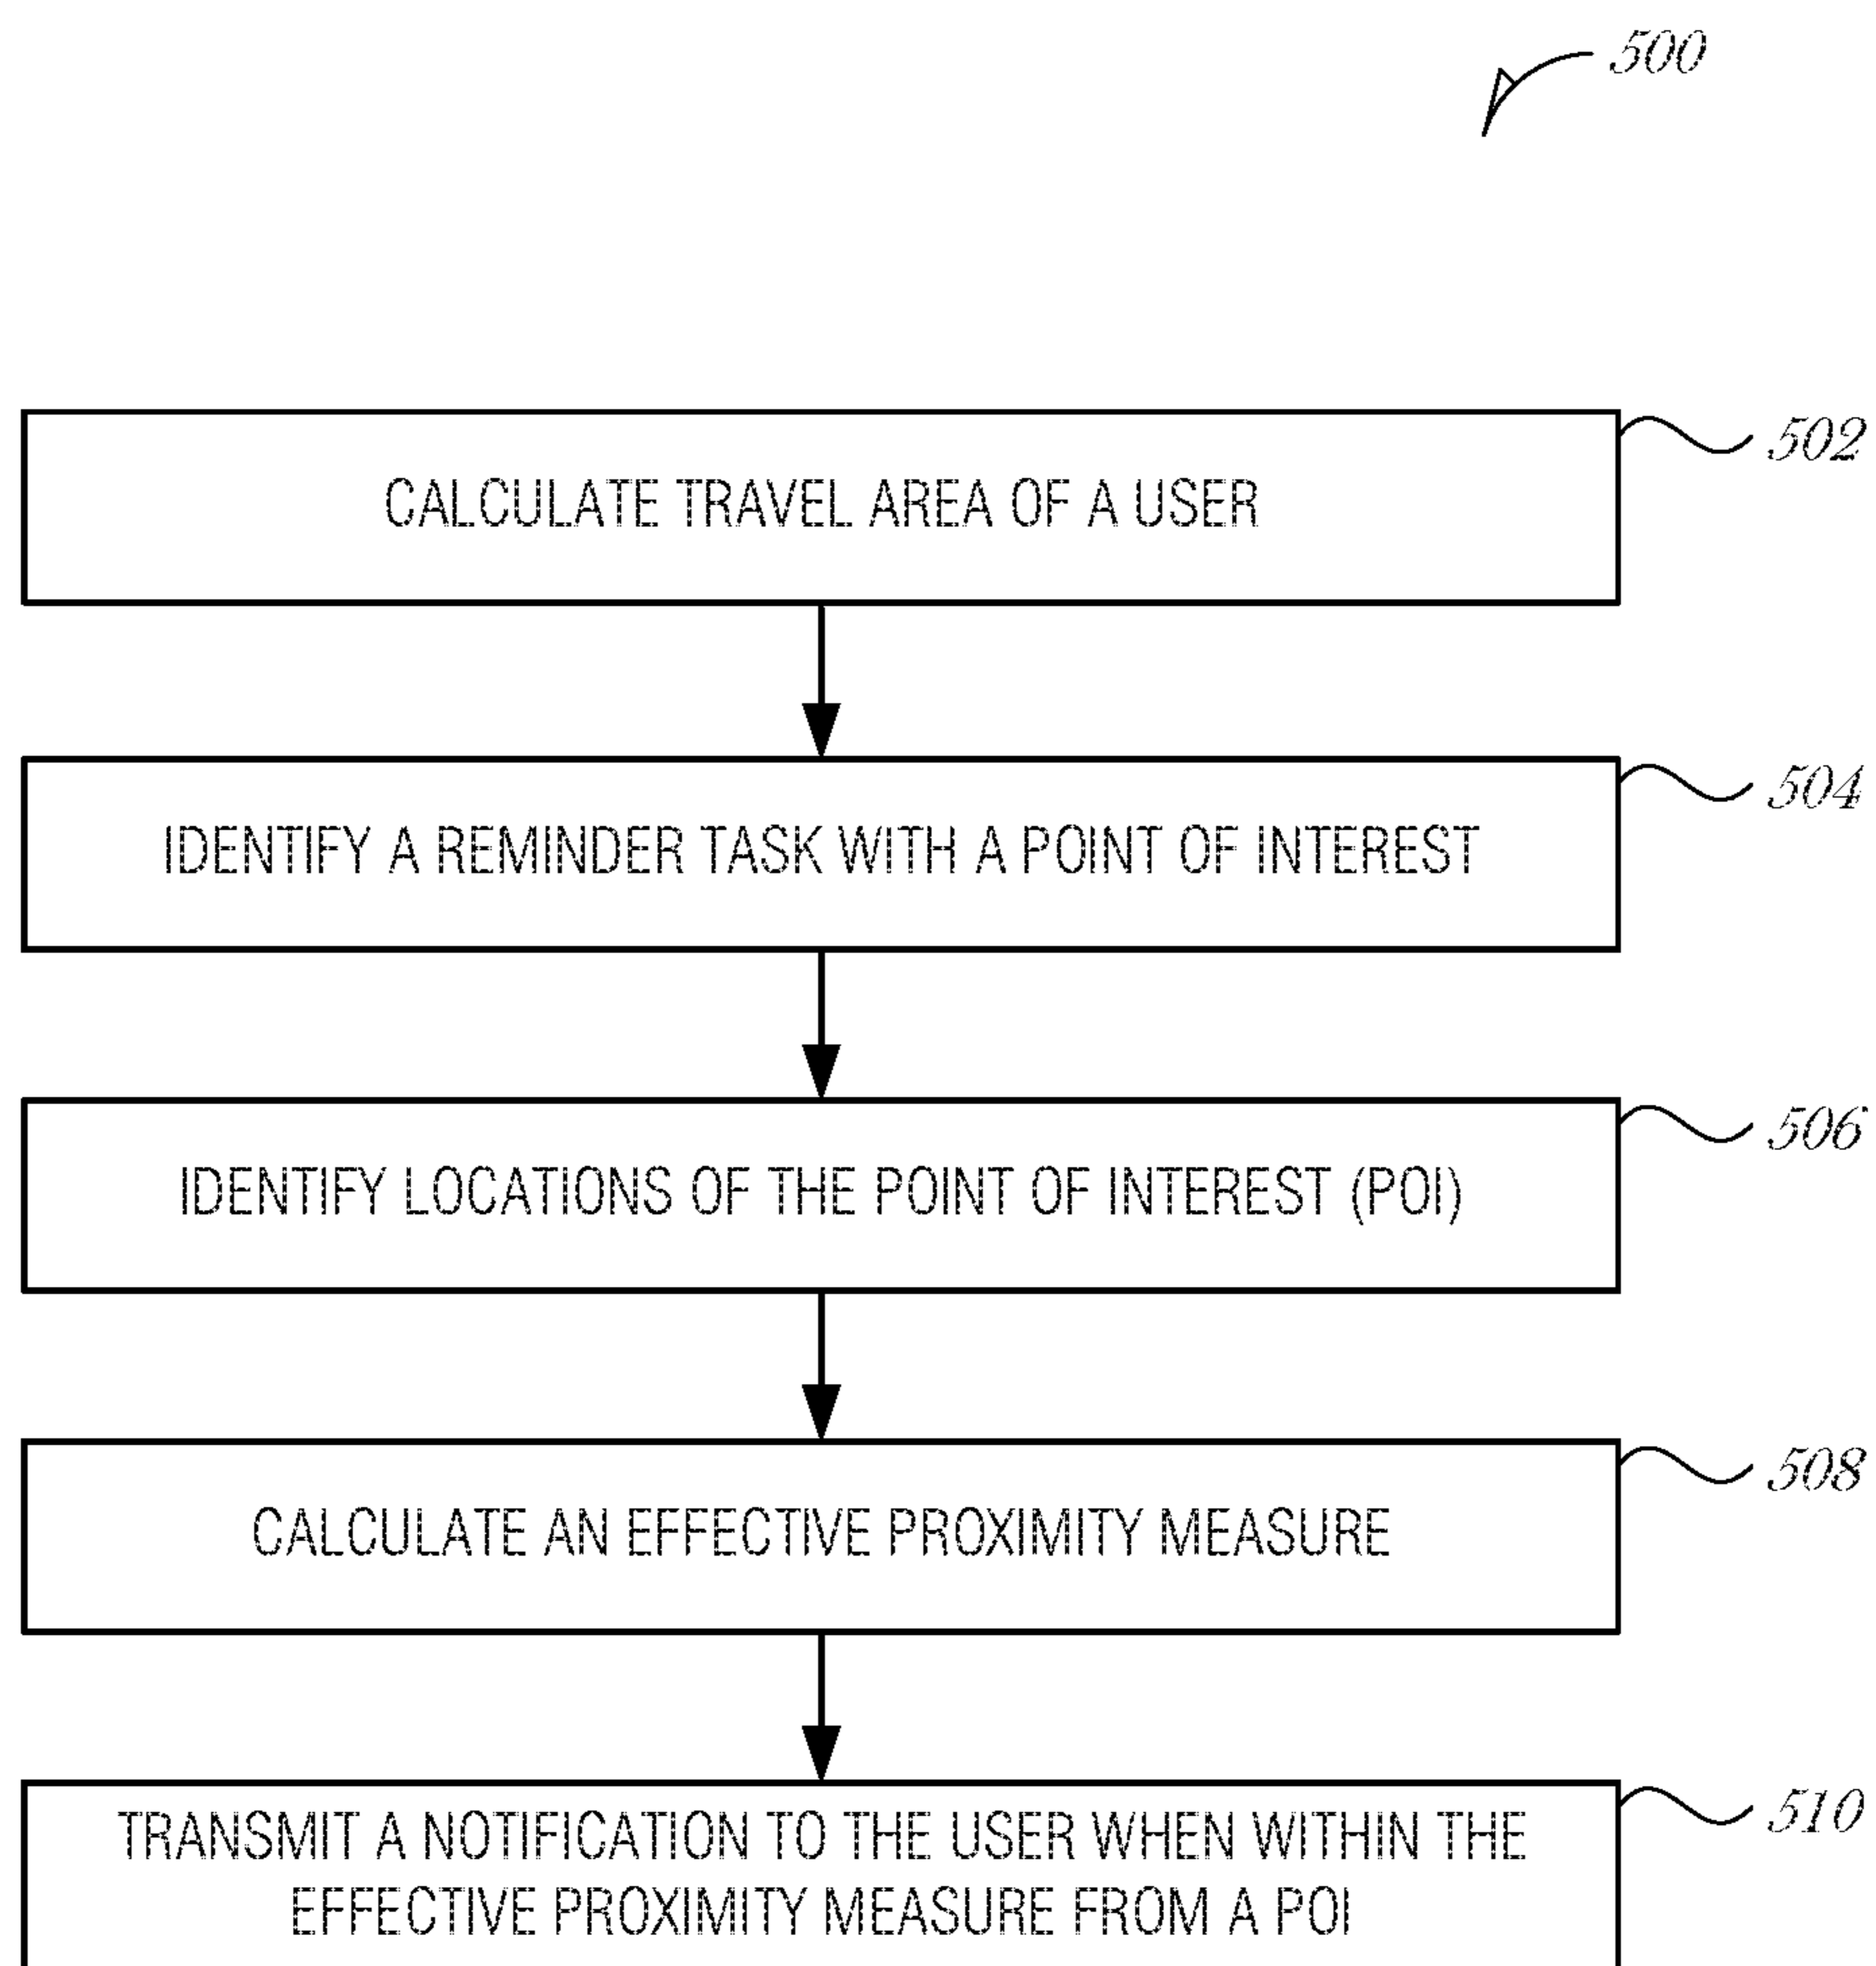 500
CALCULATE TRAVEL AREA OF A USER
502
IDENTIFY A REMINDER TASK WITH A POINT OF INTEREST
504
IDENTIFY LOCATIONS OF THE POINT OF INTEREST (POI)
506
CALCULATE AN EFFECTIVE PROXIMITY MEASURE
508
TRANSMIT A NOTIFICATION TO THE USER WHEN WITHIN THE
EFFECTIVE PROXIMITY MEASURE FROM A POI
510